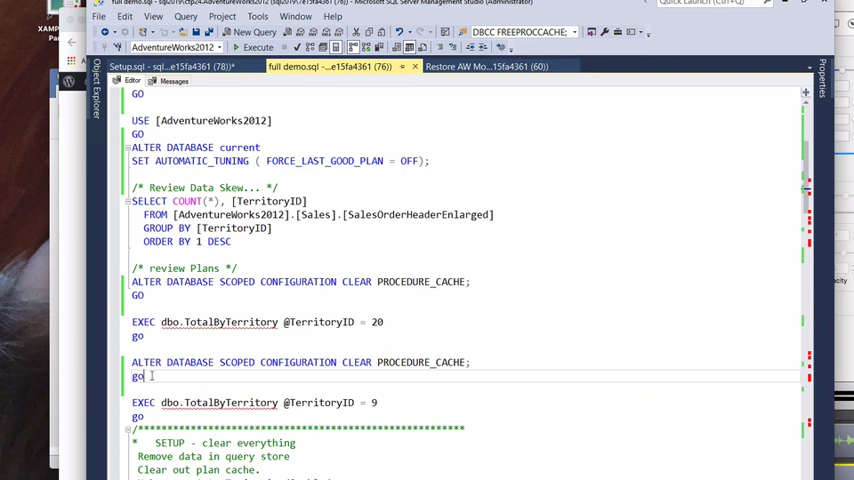 full demo.sql - sql2019\ctp24.AdventureWorks2012 (sql2019\7e15fa4361 (76)) - Microsoft SQL Server Management Studio (Administrator)
Quick Launch
XAMP
File Edit View Query Project Tools Window Help
New Query
DBCC FREEPROCCACHE;
AdventureWorks2012
Execute
Setup.sql - sql...e15fa4361 (78))*
full demo.sql -...e15fa4361 (76))
Restore AW Mo...15fa4361 (60))
Object Explorer
Properties
Editor
Messages
GO
USE [AdventureWorks2012]
GO
ALTER DATABASE current
SET AUTOMATIC_TUNING ( FORCE_LAST_GOOD_PLAN = OFF);
/* Review Data Skew... */
SELECT COUNT(*), [TerritoryID]
FROM [AdventureWorks2012].[Sales].[SalesOrderHeaderEnlarged]
GROUP BY [TerritoryID]
ORDER BY 1 DESC
/* review Plans */
ALTER DATABASE SCOPED CONFIGURATION CLEAR PROCEDURE_CACHE;
GO
EXEC dbo.TotalByTerritory @TerritoryID = 20
go
ALTER DATABASE SCOPED CONFIGURATION CLEAR PROCEDURE_CACHE;
go
EXEC dbo.TotalByTerritory @TerritoryID = 9
go
/****************************************************
* SETUP - clear everything
Remove data in query store
Clear out plan cache.